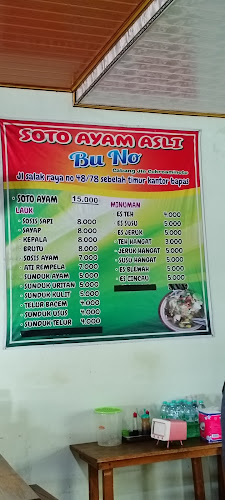 SOTO AYAM ASLI
Bu No
Jl salak raya no 48/78 sebelah timur kantor bapas
- SOTO AYAM 15.000
LAUK
- SOSIS SAPI 8.000
- SAYAP 8.000
- KEPALA 8.000
- BRUTU 8.000
- SOSIS AYAM 7.000
- ATI REMPELA 7.000
- SUNDUK AYAM 5.000
- SUNDUK URITAN 5.000
- SUNDUK KULIT 5.000
- TELUR BACEM 4.000
- SUNDUK USUS 4.000
- SUNDUK TELUR 4.000
MINUMAN
- ES TEH 4.000
- ES SUSU 5.000
- ES JERUK 5.000
- TEH HANGAT 3.000
- JERUK HANGAT 5.000
- SUSU HANGAT 5.000
- ES BLEWAH 5.000
- ES CINCAU 5.000